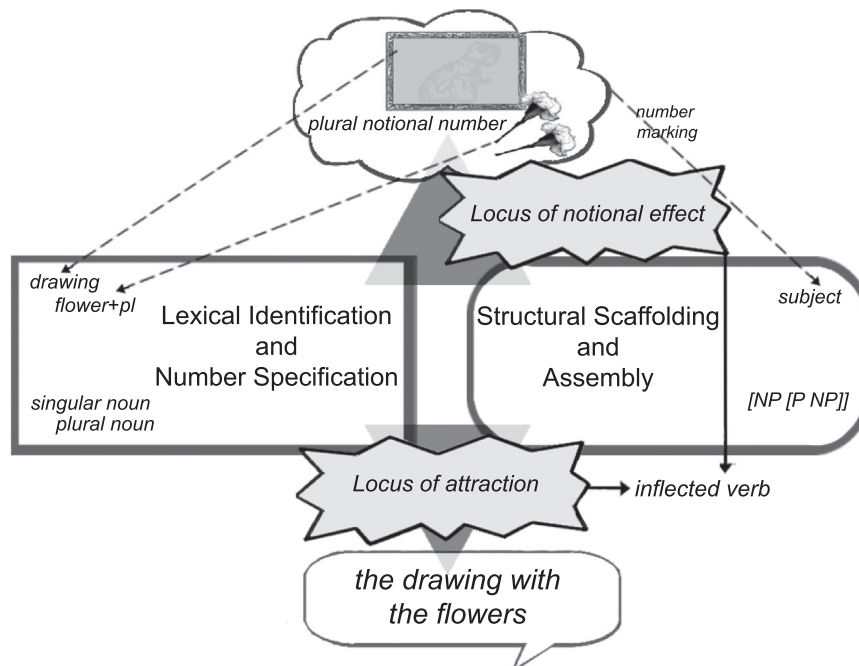 plural notional number
number
marking
Locus of notional effect
drawing
flower+pl
Lexical Identification
and
Number Specification
singular noun
plural noun
Structural Scaffolding
and
Assembly
subject
[NP [P NP]]
Locus of attraction
inflected verb
the drawing with
the flowers